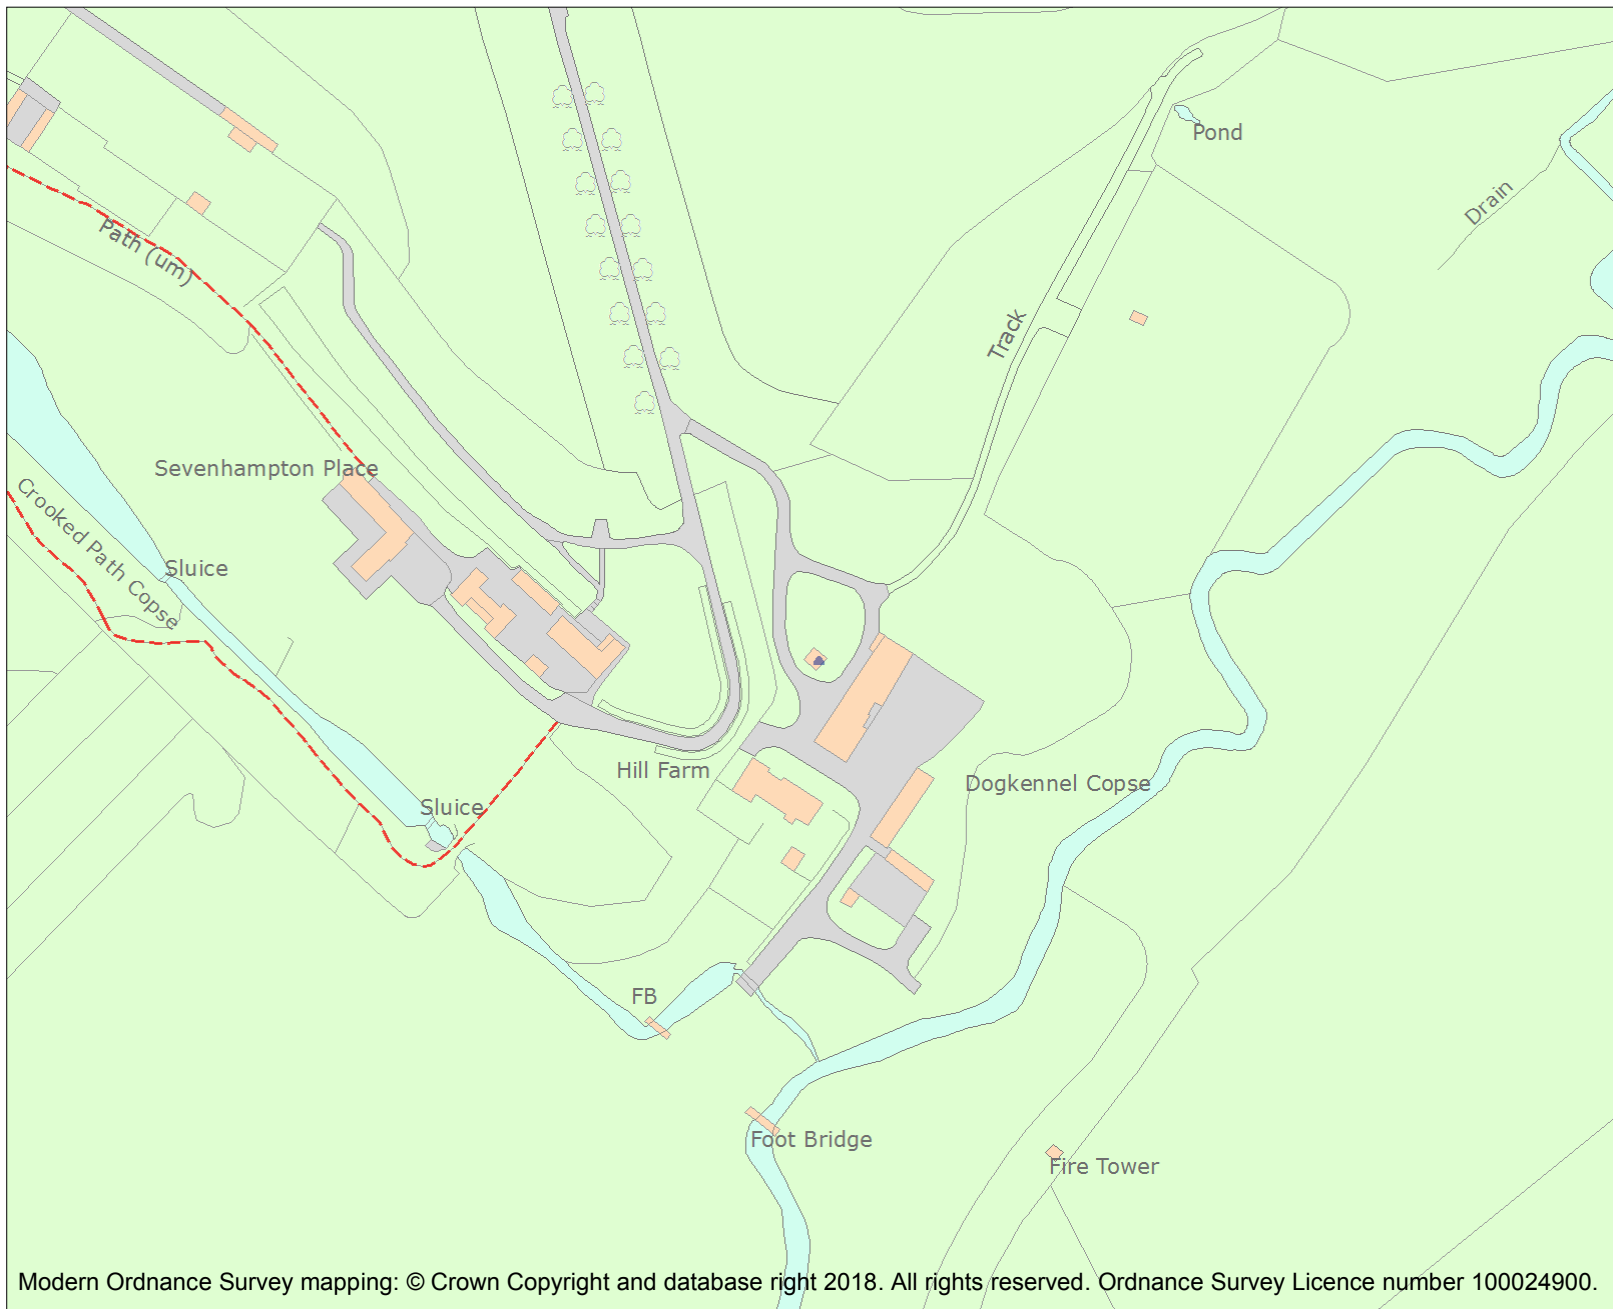 Pond
Drain
Path (um)
Track
Sevenhampton Place
Crooked Path Copse
Sluice
Hill Farm
Dogkennel Copse
Sluice
FB
Foot Bridge
Fire Tower
Modern Ordnance Survey mapping: © Crown Copyright and database right 2018. All rights reserved. Ordnance Survey Licence number 100024900.